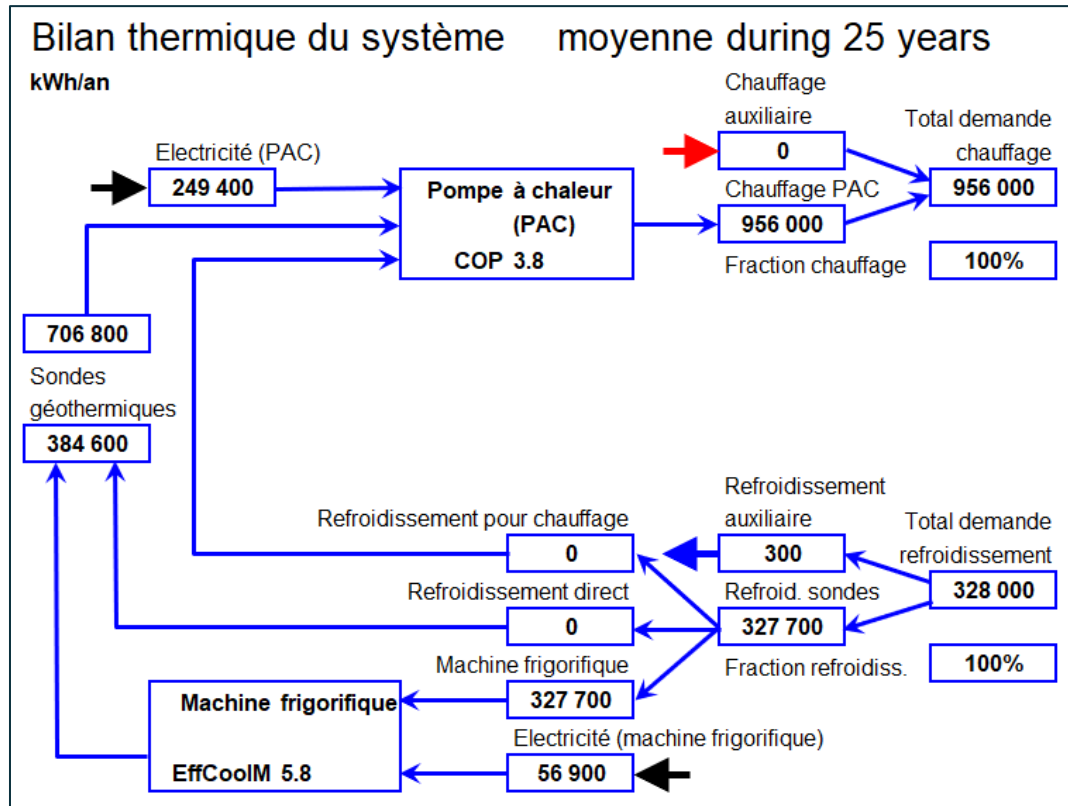 Bilan thermique du système moyenne during 25 years
kWh/an
Chauffage
auxiliaire
0
Total demande
chauffage
956 000
Electricité (PAC)
249 400
Pompe à chaleur
(PAC)
COP 3.8
Chauffage PAC
956 000
Fraction chauffage
100%
706 800
Sondes
géothermiques
384 600
Refroidissement pour chauffage
0
Refroidissement
auxiliaire
300
Total demande
refroidissement
328 000
Refroidissement direct
0
Refroid. sondes
327 700
Machine frigorifique
327 700
Fraction refroidiss.
100%
Machine frigorifique
EffCoolM 5.8
Electricité (machine frigorifique)
56 900